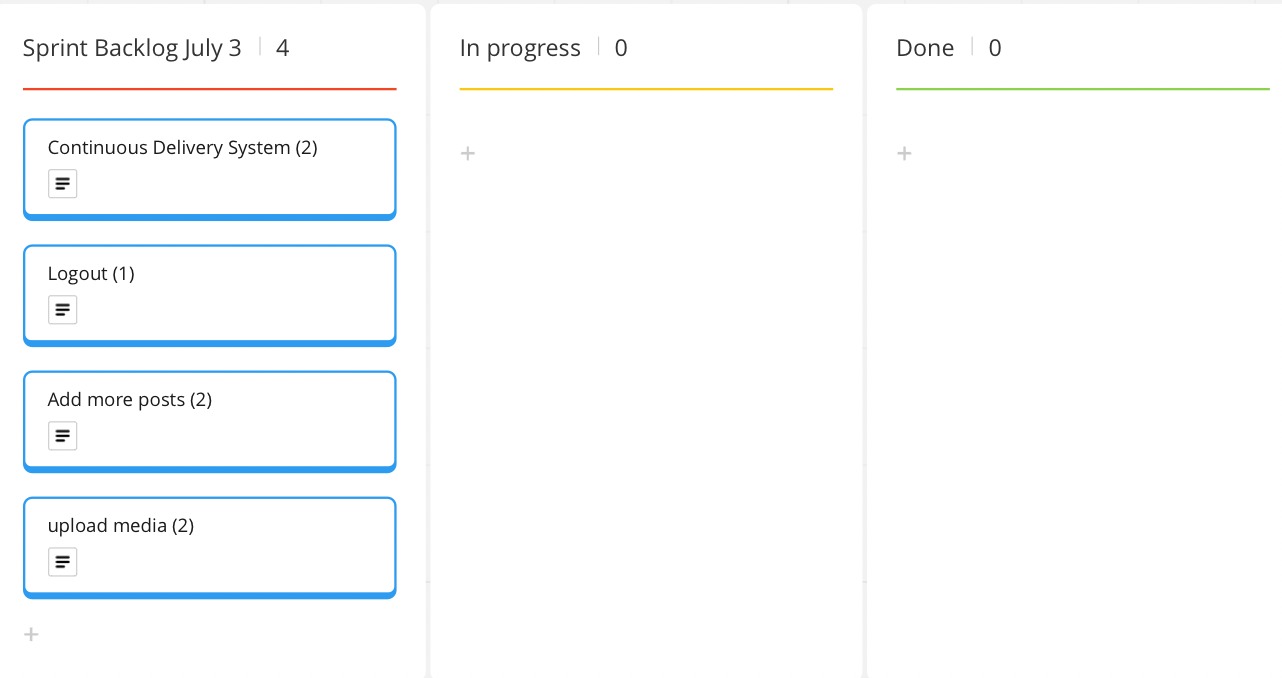 Sprint Backlog July 3 4
Continuous Delivery System (2)
Logout (1)
Add more posts (2)
upload media (2)
In progress 0
Done 0